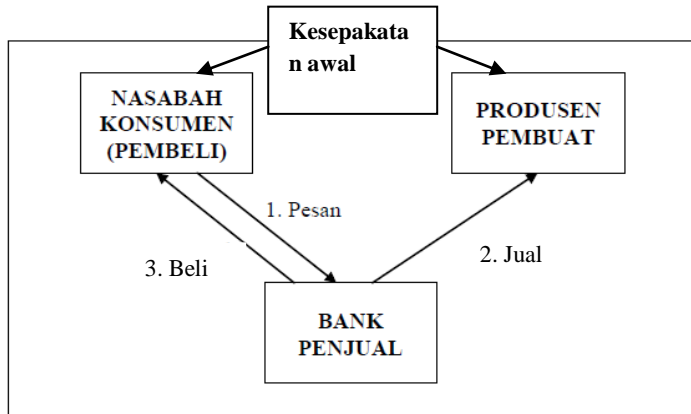 Kesepakata
n awal
NASABAH
KONSUMEN
(PEMBELI)
PRODUSEN
PEMBUAT
1. Pesan
3. Beli
2. Jual
BANK
PENJUAL